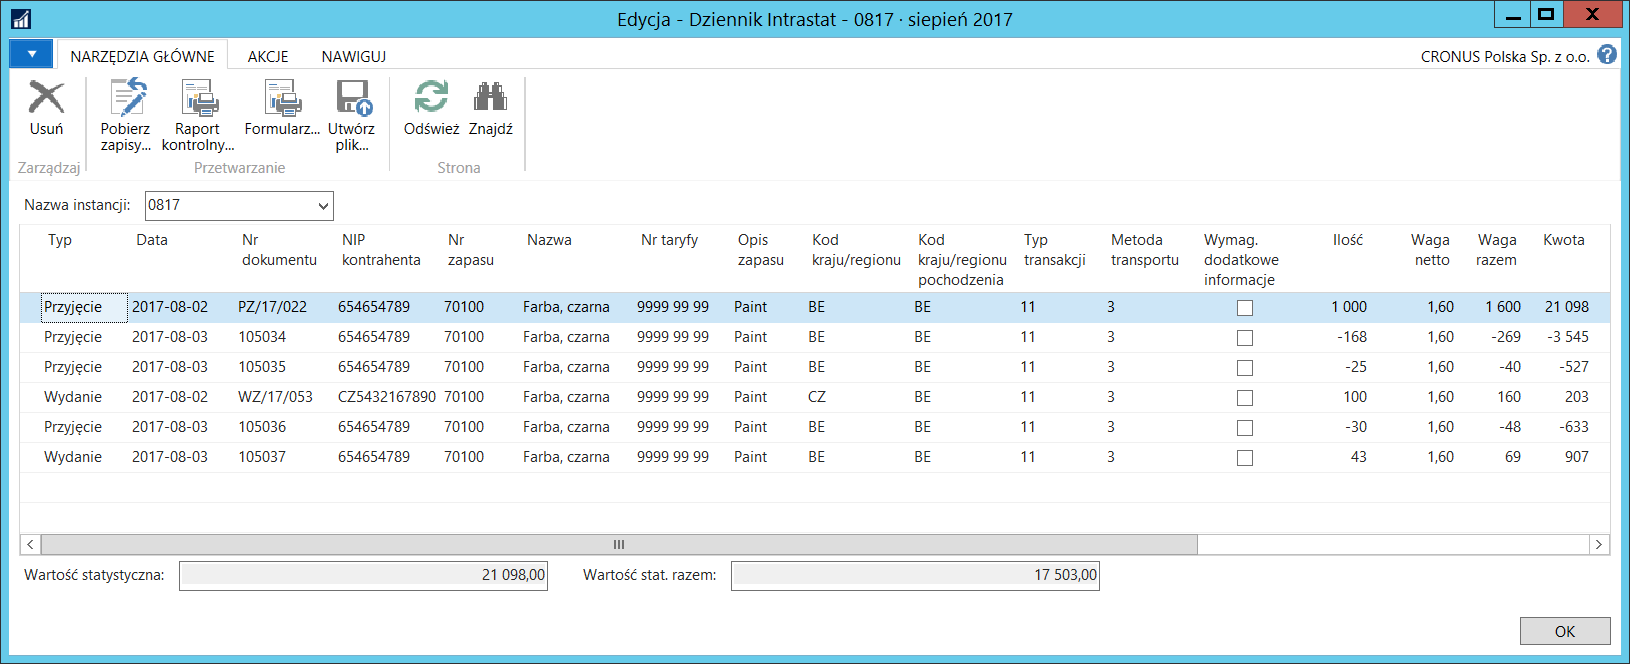 Edycja - Dziennik Intrastat - 0817 · siepień 2017
NARZĘDZIA GŁÓWNE AKCJE NAWIGUJ CRONUS Polska Sp. z o.o. ?
Usuń Pobierz zapisy... Raport kontrolny... Formularz... Utwórz plik... Odśwież Znajdź
Zarządzaj Przetwarzanie Strona
Nazwa instancji: 0817
Typ Data Nr dokumentu NIP kontrahenta Nr zapasu Nazwa Nr taryfy Opis zapasu Kod kraju/regionu Kod kraju/regionu pochodzenia Typ transakcji Metoda transportu Wymag. dodatkowe informacje Ilość Waga netto Waga razem Kwota
Przyjęcie 2017-08-02 PZ/17/022 654654789 70100 Farba, czarna 9999 99 99 Paint BE BE 11 3 1 000 1,60 1 600 21 098
Przyjęcie 2017-08-03 105034 654654789 70100 Farba, czarna 9999 99 99 Paint BE BE 11 3 -168 1,60 -269 -3 545
Przyjęcie 2017-08-03 105035 654654789 70100 Farba, czarna 9999 99 99 Paint BE BE 11 3 -25 1,60 -40 -527
Wydanie 2017-08-02 WZ/17/053 CZ5432167890 70100 Farba, czarna 9999 99 99 Paint CZ BE 11 3 100 1,60 160 203
Przyjęcie 2017-08-03 105036 654654789 70100 Farba, czarna 9999 99 99 Paint BE BE 11 3 -30 1,60 -48 -633
Wydanie 2017-08-03 105037 654654789 70100 Farba, czarna 9999 99 99 Paint BE BE 11 3 43 1,60 69 907
Wartość statystyczna: 21 098,00 Wartość stat. razem: 17 503,00
OK